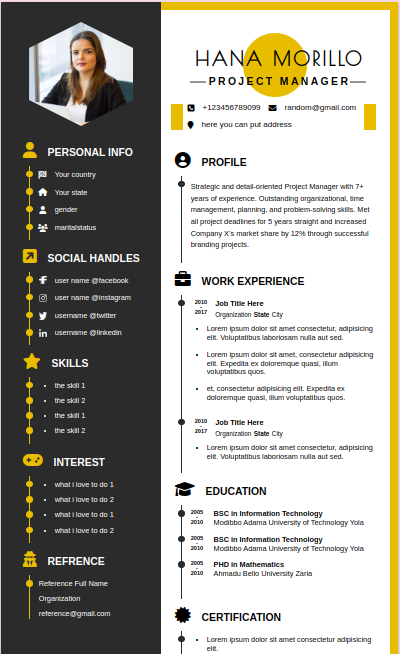 HANA MORILLO
PROJECT MANAGER
+123456789099 random@gmail.com
here you can put address
PERSONAL INFO
Your country
Your state
gender
maritalstatus
SOCIAL HANDLES
user name @facebook
user name @instagram
username @twitter
username @linkedin
SKILLS
• the skill 1
• the skill 2
• the skill 1
• the skill 2
INTEREST
• what i love to do 1
• what i love to do 2
• what i love to do 1
• what i love to do 2
REFRENCE
Reference Full Name
Organization
reference@gmail.com
PROFILE
Strategic and detail-oriented Project Manager with 7+
years of experience. Outstanding organizational, time
management, planning, and problem-solving skills. Met
all project deadlines for 5 years straight and increased
Company X's market share by 12% through successful
branding projects.
WORK EXPERIENCE
2010
-
2017
Job Title Here
Organization State City
• Lorem ipsum dolor sit amet consectetur, adipisicing
elit. Voluptatibus laboriosam nulla aut sed.
• Lorem ipsum dolor sit amet consectetur, adipisicing
elit. Expedita ex doloremque quasi, illum
voluptatibus quos.
• et, consectetur adipisicing elit. Expedita ex
doloremque quasi, illum voluptatibus quos.
2010
-
2017
Job Title Here
Organization State City
• Lorem ipsum dolor sit amet consectetur, adipisicing
elit. Voluptatibus laboriosam nulla aut sed.
EDUCATION
2005
-
2010
BSC in Information Technology
Modibbo Adama University of Technology Yola
2005
-
2010
BSC in Information Technology
Modibbo Adama University of Technology Yola
2005
-
2010
PHD in Mathematics
Ahmadu Bello University Zaria
CERTIFICATION
• Lorem ipsum dolor sit amet consectetur adipisicing
elit.